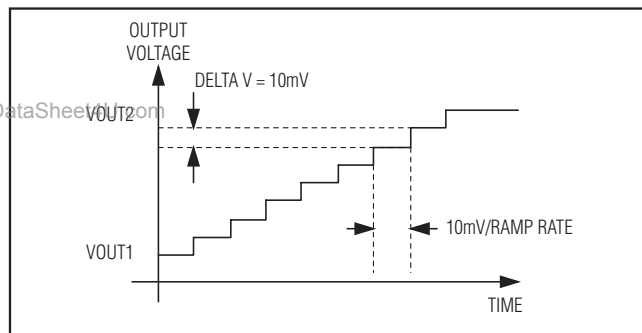 OUTPUT
VOLTAGE
DELTA V = 10mV
DataSheet4U.com
VOUT2
10mV/RAMP RATE
VOUT1
TIME